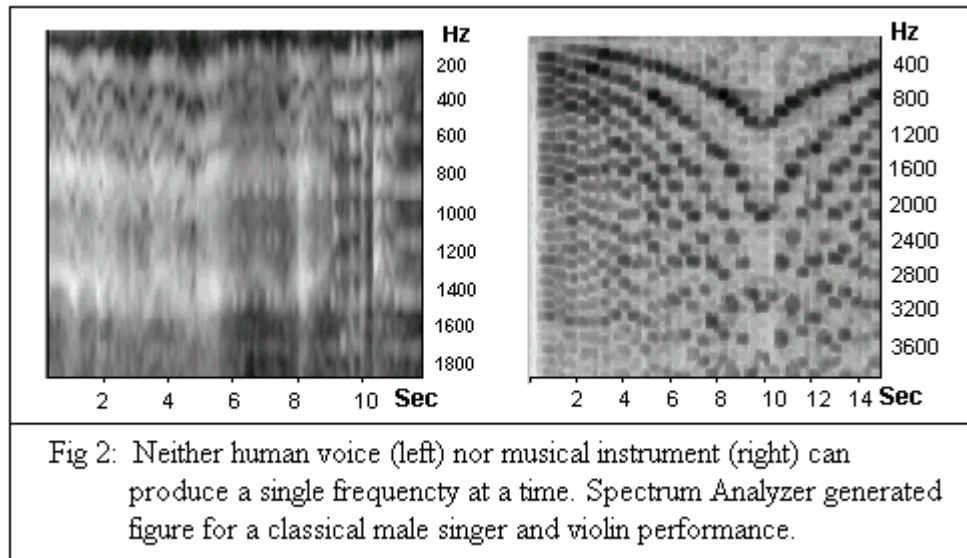 Hz
200
400
600
800
1000
1200
1400
1600
1800
2 4 6 8 10 Sec
Hz
400
800
1200
1600
2000
2400
2800
3200
3600
2 4 6 8 10 12 14 Sec
Fig 2: Neither human voice (left) nor musical instrument (right) can
produce a single frequencty at a time. Spectrum Analyzer generated
figure for a classical male singer and violin performance.